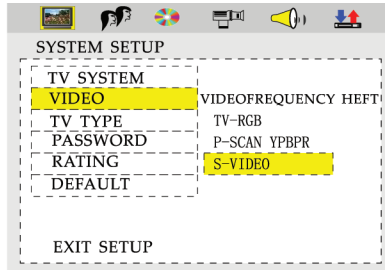 SYSTEM SETUP
TV SYSTEM
VIDEO
VIDEOFREQUENCY HEFT
TV TYPE
TV-RGB
PASSWORD
P-SCAN YPBPR
RATING
S-VIDEO
DEFAULT
EXIT SETUP